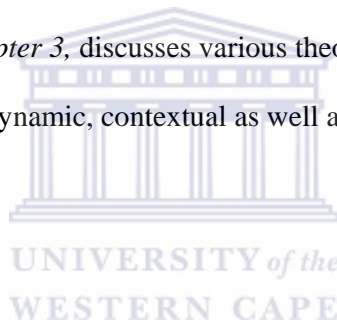 pter 3, discusses various theo
ynamic, contextual as well a
UNIVERSITY of the
WESTERN CAPE